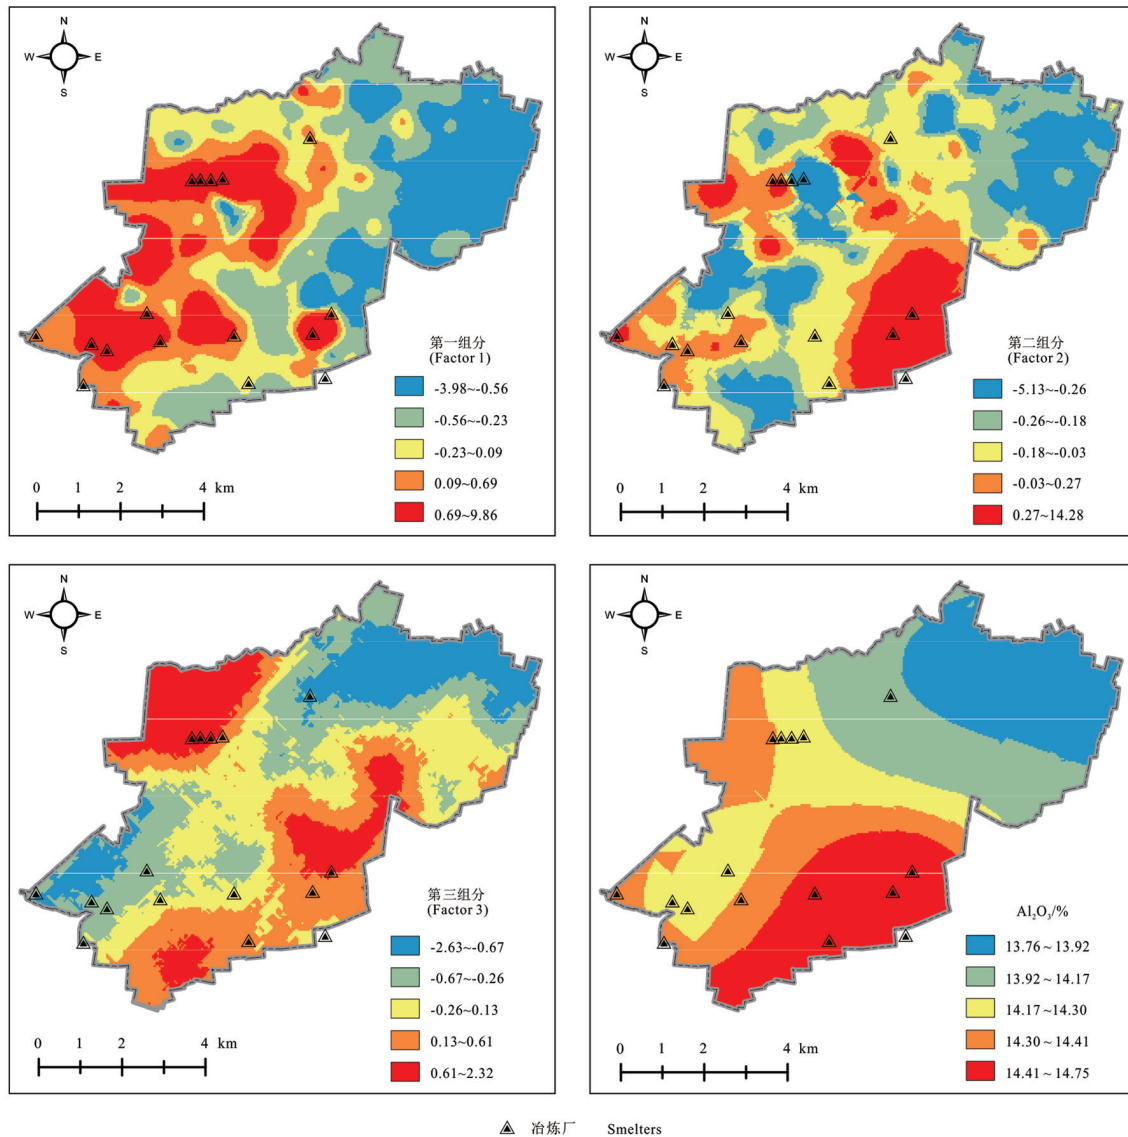 N
W E
S
第一组分
(Factor 1)
-3.98~-0.56
-0.56~-0.23
-0.23~0.09
0.09~0.69
0.69~9.86
0 1 2 4 km
N
W E
S
第二组分
(Factor 2)
-5.13~-0.26
-0.26~-0.18
-0.18~-0.03
-0.03~0.27
0.27~14.28
0 1 2 4 km
N
W E
S
第三组分
(Factor 3)
-2.63~-0.67
-0.67~-0.26
-0.26~0.13
0.13~0.61
0.61~2.32
0 1 2 4 km
N
W E
S
Al₂O₃/%
13.76~13.92
13.92~14.17
14.17~14.30
14.30~14.41
14.41~14.75
0 1 2 4 km
冶炼厂 Smelters